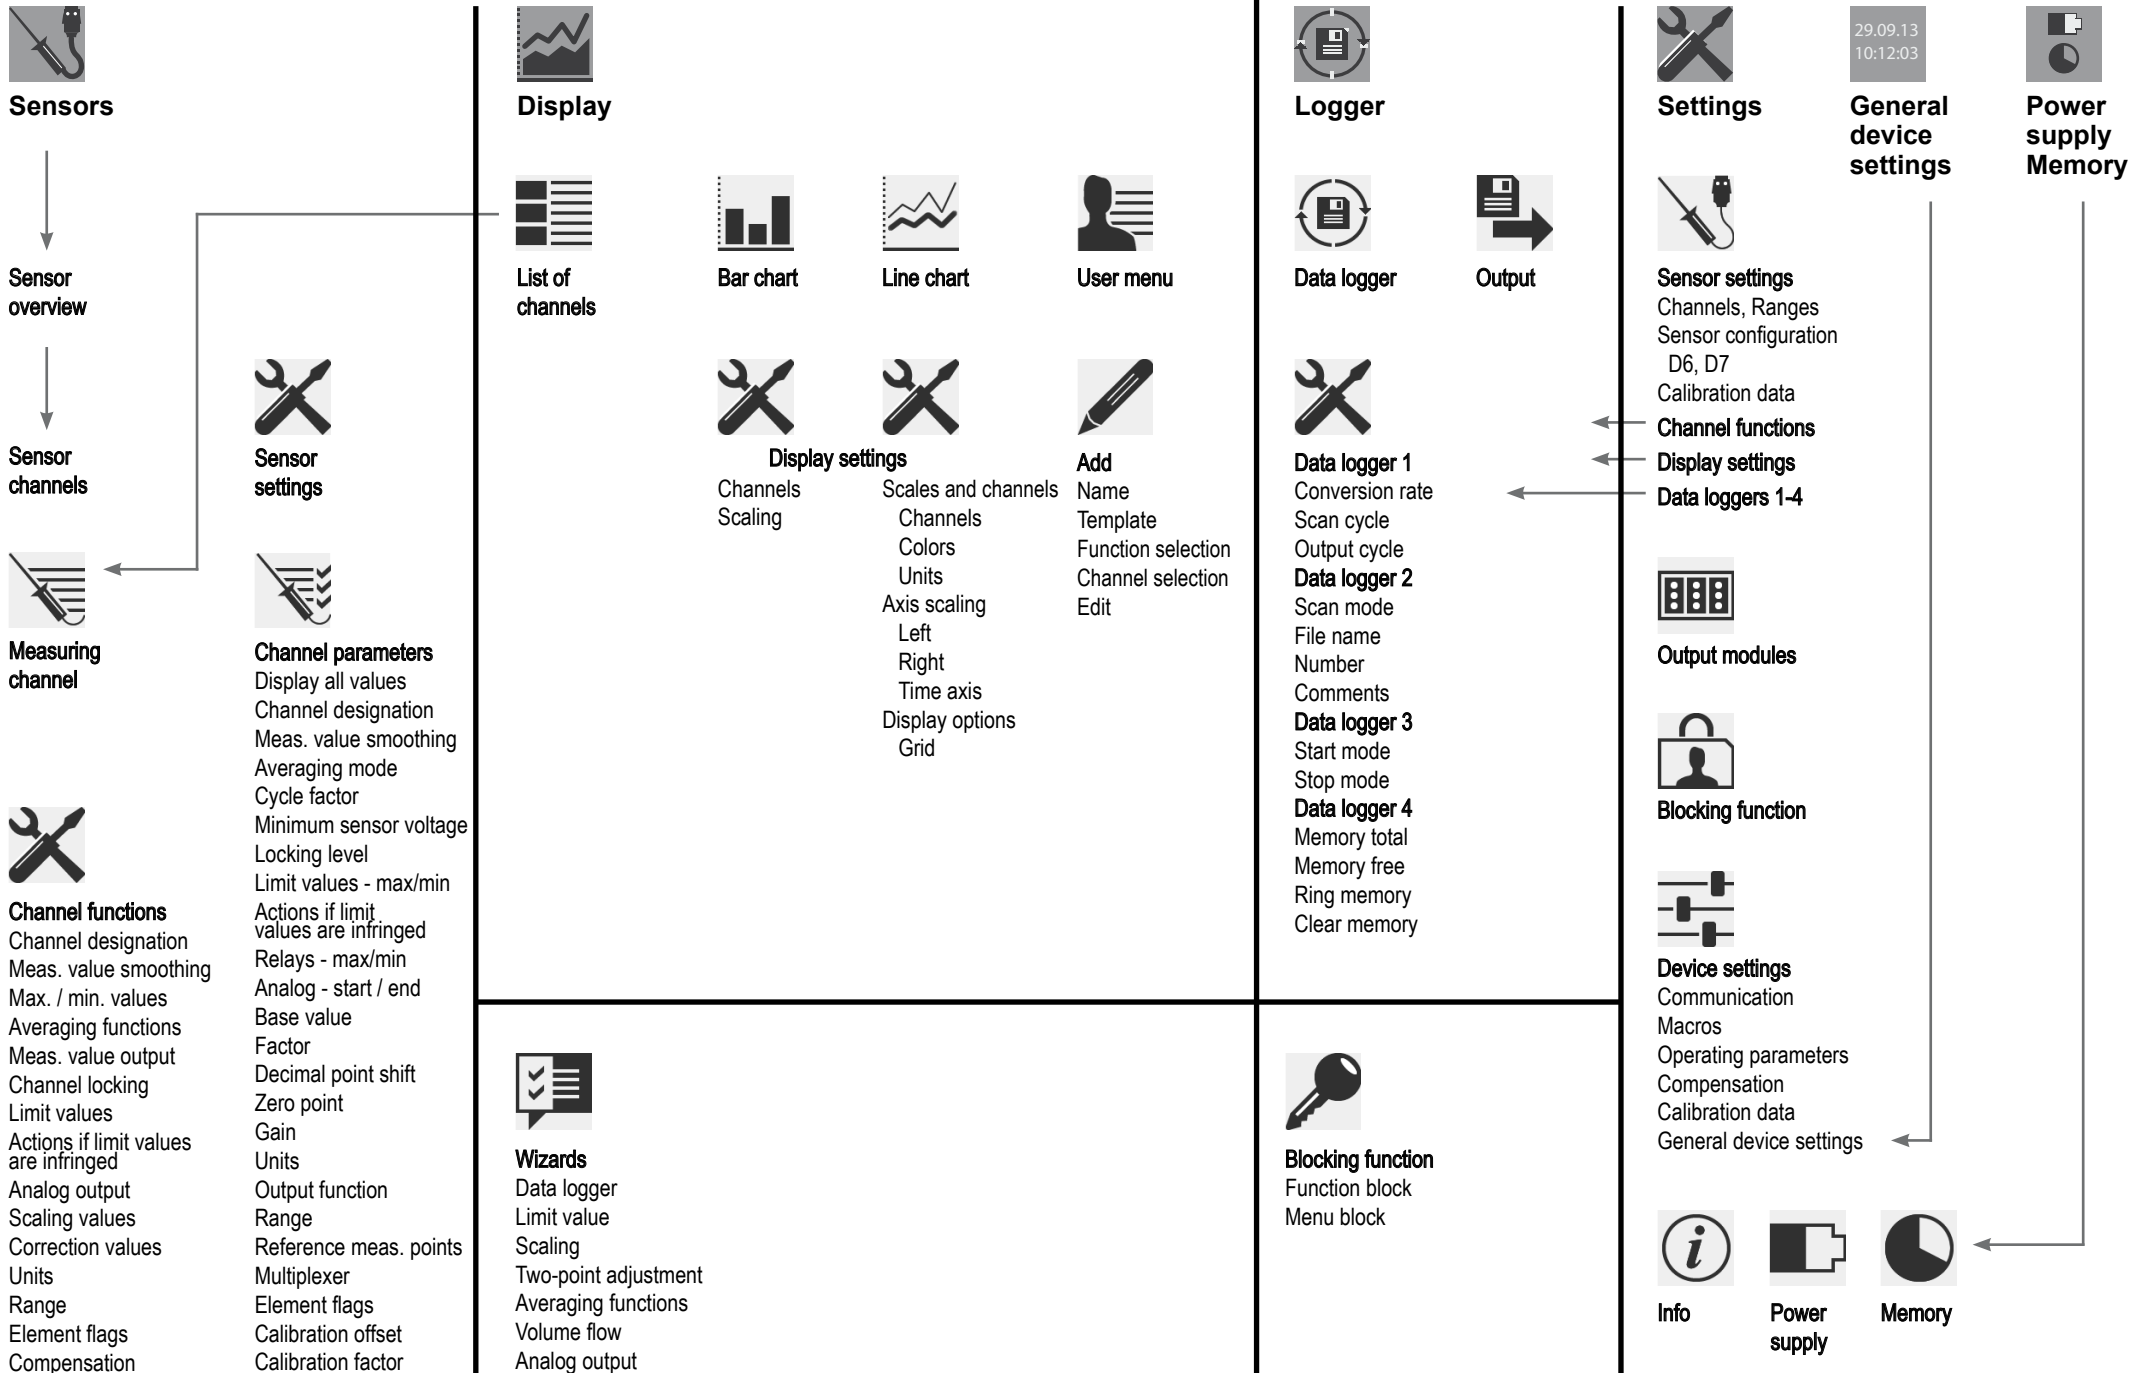 Sensors
Sensor
overview
Sensor
channels
Measuring
channel
Channel functions
Channel designation
Meas. value smoothing
Max. / min. values
Averaging functions
Meas. value output
Channel locking
Limit values
Actions if limit values
are infringed
Analog output
Scaling values
Correction values
Units
Range
Element flags
Compensation
Sensor
settings
Channel parameters
Display all values
Channel designation
Meas. value smoothing
Averaging mode
Cycle factor
Minimum sensor voltage
Locking level
Limit values - max/min
Actions if limit
values are infringed
Relays - max/min
Analog - start / end
Base value
Factor
Decimal point shift
Zero point
Gain
Units
Output function
Range
Reference meas. points
Multiplexer
Element flags
Calibration offset
Calibration factor
Display
List of
channels
Bar chart
Line chart
User menu
Display settings
Channels
Scaling
Scales and channels
Channels
Colors
Units
Axis scaling
Left
Right
Time axis
Display options
Grid
Add
Name
Template
Function selection
Channel selection
Edit
Wizards
Data logger
Limit value
Scaling
Two-point adjustment
Averaging functions
Volume flow
Analog output
Logger
Data logger
Output
Data logger 1
Conversion rate
Scan cycle
Output cycle
Data logger 2
Scan mode
File name
Number
Comments
Data logger 3
Start mode
Stop mode
Data logger 4
Memory total
Memory free
Ring memory
Clear memory
Blocking function
Function block
Menu block
Settings
29.09.13
10:12:03
General
device
settings
Power
supply
Memory
Sensor settings
Channels, Ranges
Sensor configuration
D6, D7
Calibration data
Channel functions
Display settings
Data loggers 1-4
Output modules
Blocking function
Device settings
Communication
Macros
Operating parameters
Compensation
Calibration data
General device settings
i
Info
Power
supply
Memory